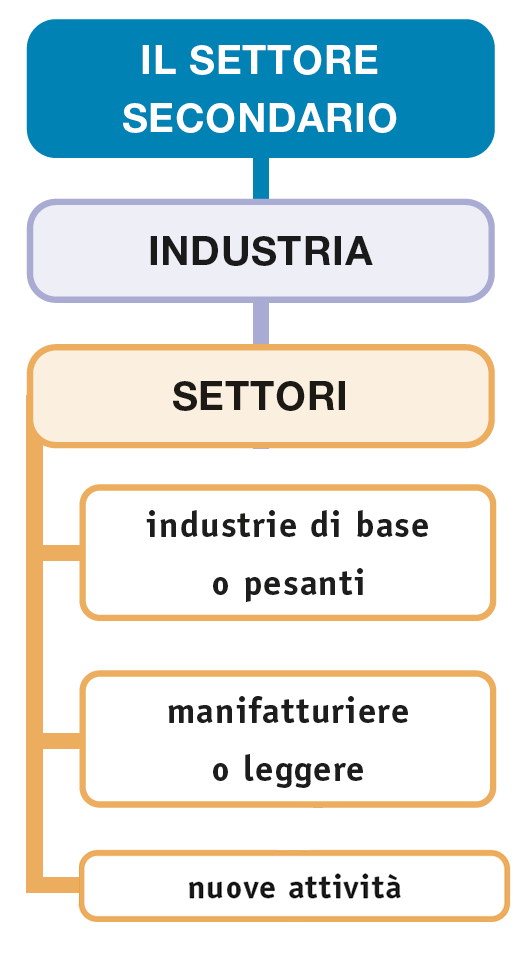 IL SETTORE
SECONDARIO
INDUSTRIA
SETTORI
industrie di base
o pesanti
manifatturiere
o leggere
nuove attività